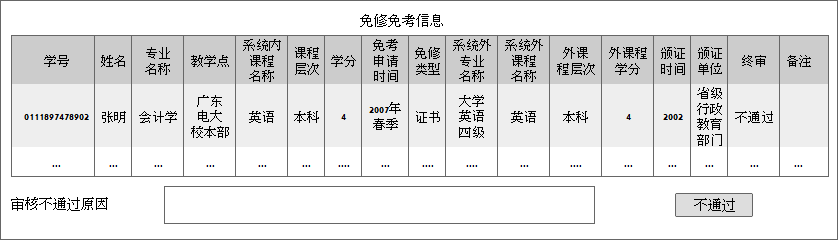 免修免考信息
学号 姓名 专业名称 教学点 系统内课程名称 课程层次 学分 免考申请时间 免修类型 系统外专业名称 系统外课程名称 外课程层次 外课程学分 颁证时间 颁证单位 终审 备注
0111897478902 张明 会计学 广东电大校本部 英语 本科 4 2007年春季 证书 大学英语四级 英语 本科 4 2002 省级行政教育部门 不通过
... ... ... ... .... ... .... ... .... .... .... .... ... ... ... ... ...
审核不通过原因 不通过